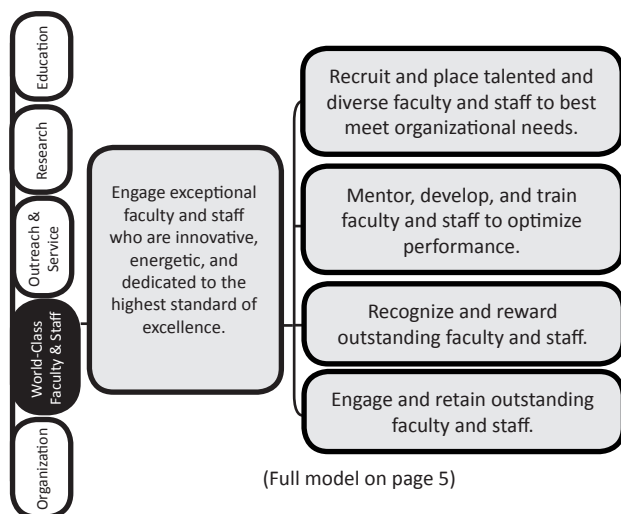 Education
Research
Outreach &
Service
World-Class
Faculty & Staff
Organization
Engage exceptional
faculty and staff
who are innovative,
energetic, and
dedicated to the
highest standard of
excellence.
Recruit and place talented and
diverse faculty and staff to best
meet organizational needs.
Mentor, develop, and train
faculty and staff to optimize
performance.
Recognize and reward
outstanding faculty and staff.
Engage and retain outstanding
faculty and staff.
(Full model on page 5)